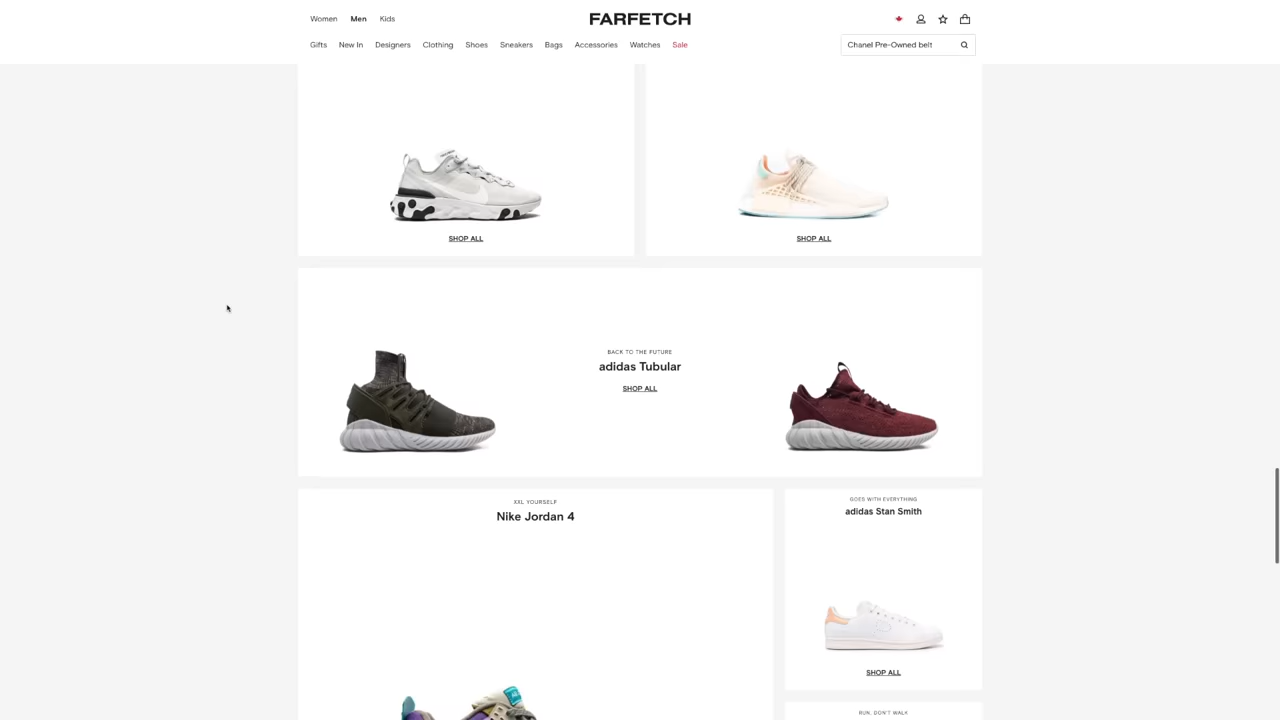 Women Men Kids
FARFETCH
Gifts New In Designers Clothing Shoes Sneakers Bags Accessories Watches Sale
Chanel Pre-Owned belt
SHOP ALL
SHOP ALL
BACK TO THE FUTURE
adidas Tubular
SHOP ALL
XXL YOURSELF
Nike Jordan 4
GOES WITH EVERYTHING
adidas Stan Smith
SHOP ALL
RUN, DON'T WALK